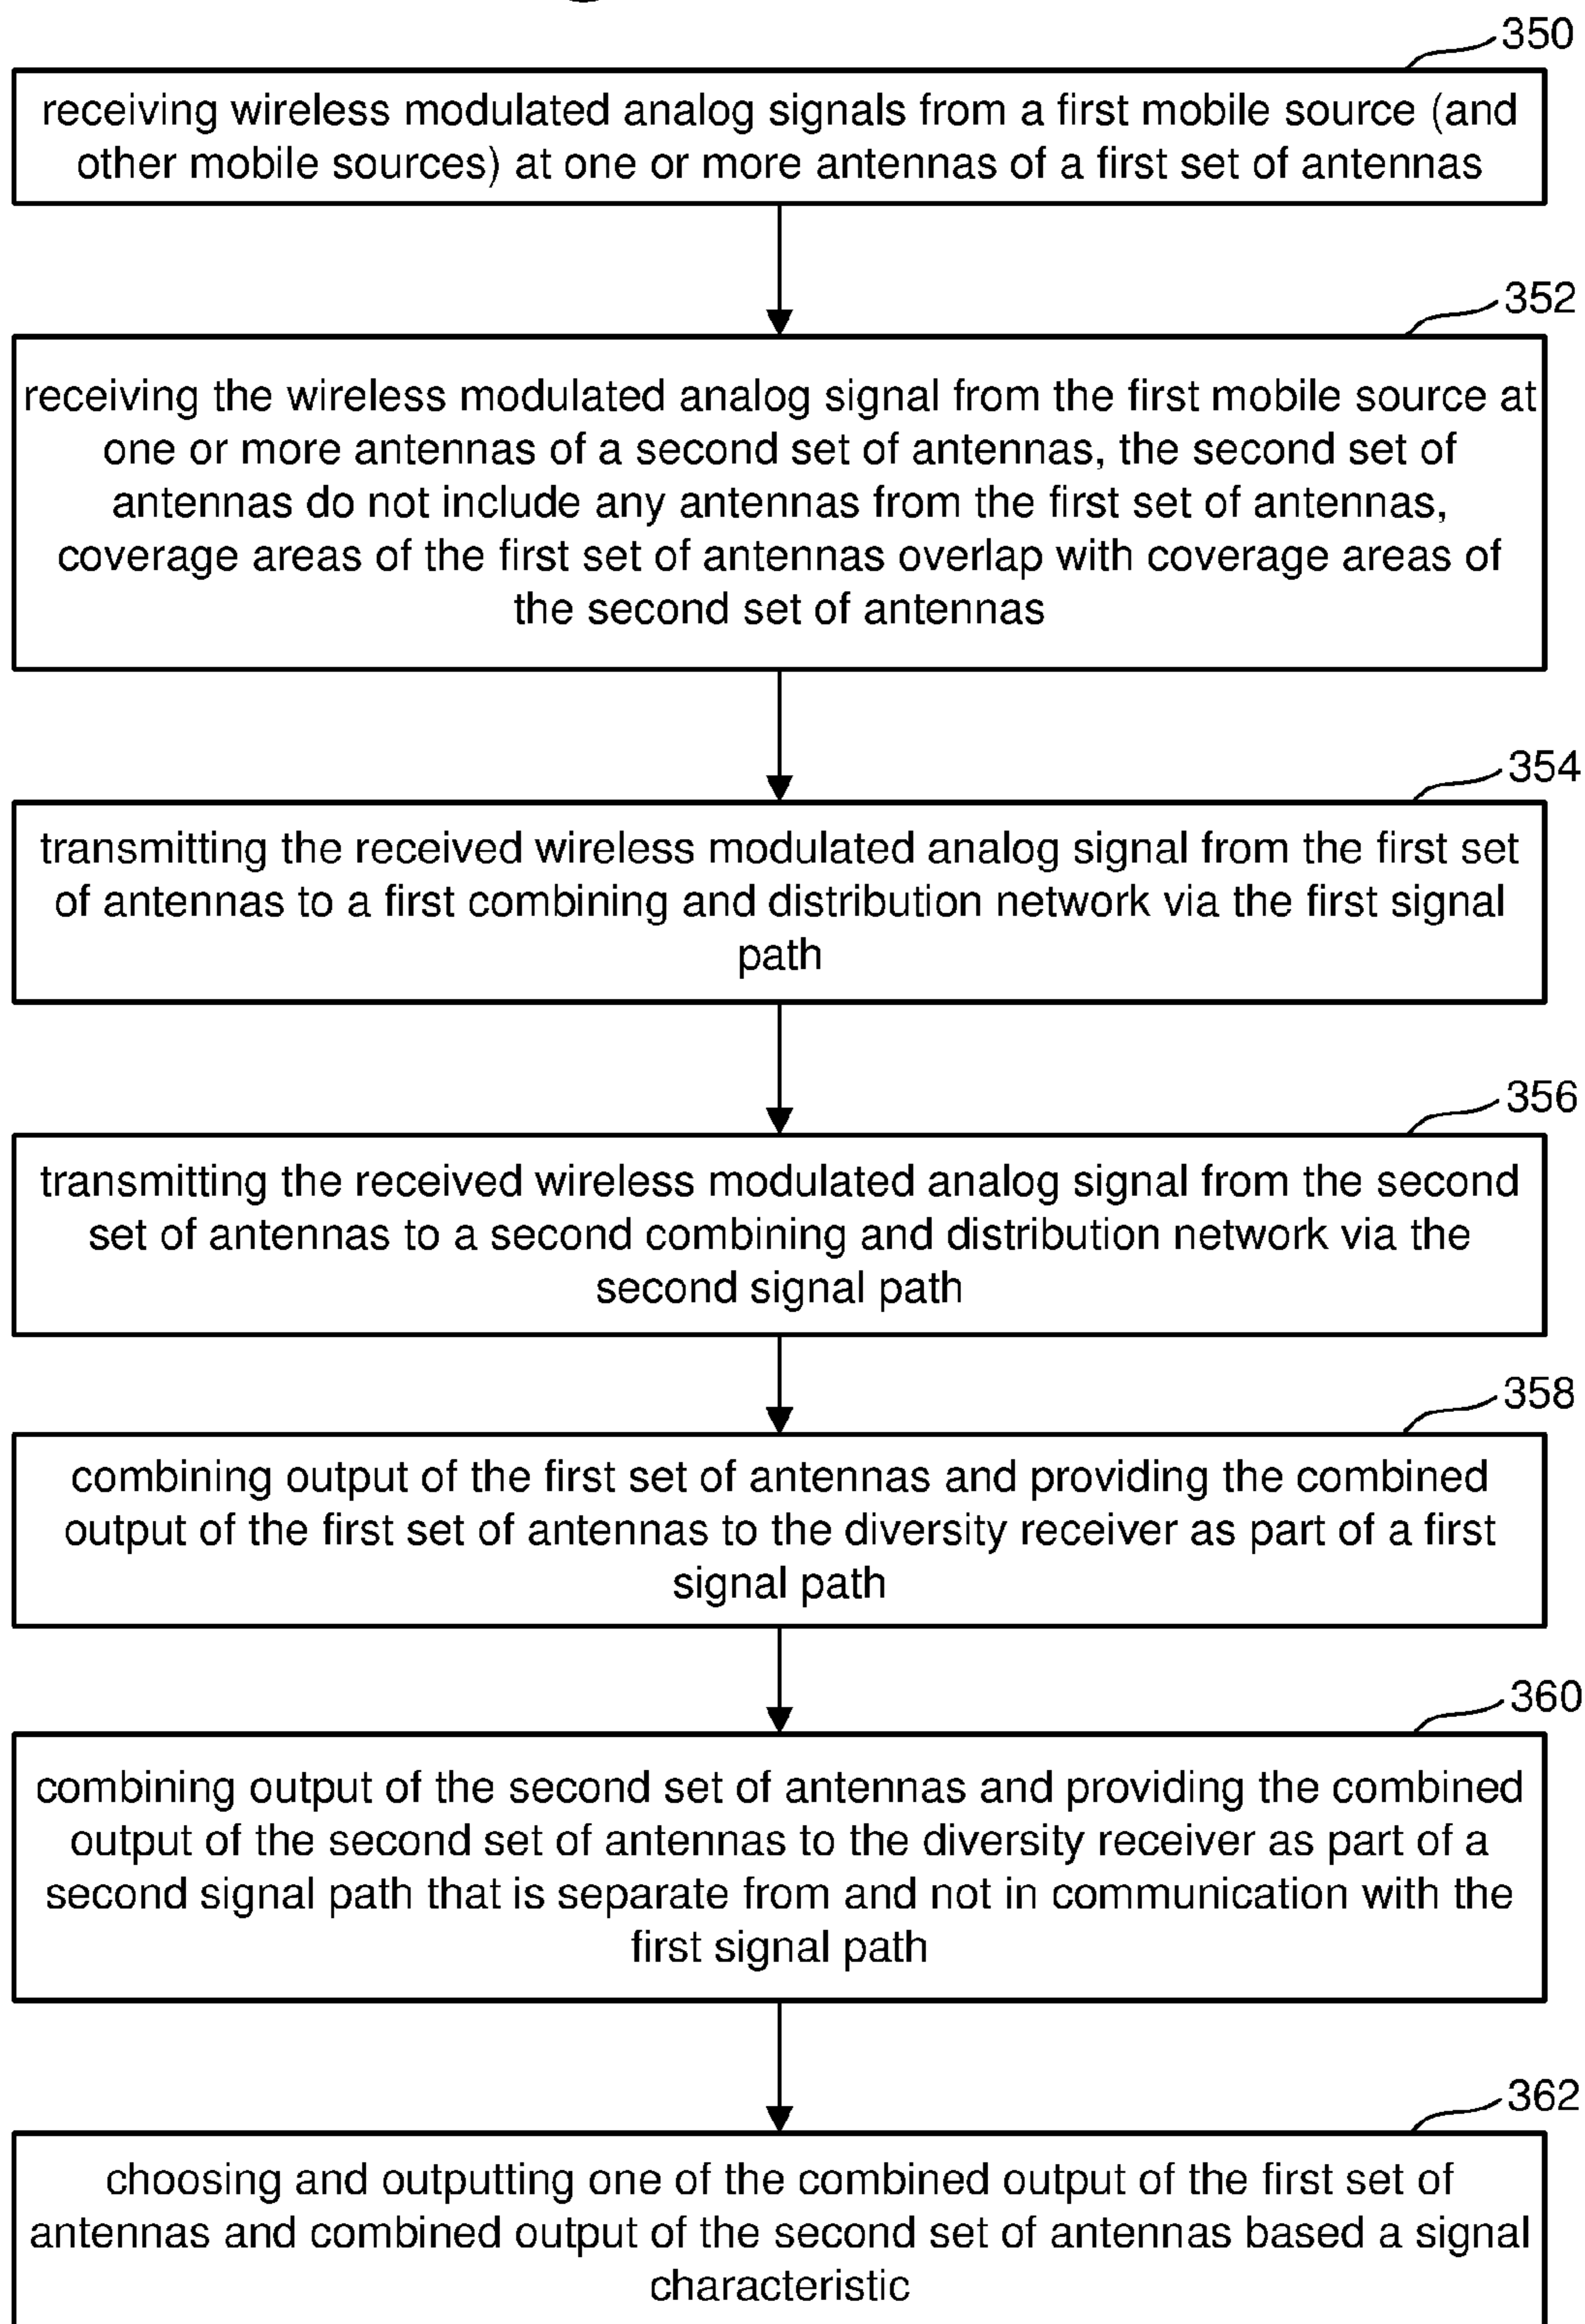 350
receiving wireless modulated analog signals from a first mobile source (and
other mobile sources) at one or more antennas of a first set of antennas
352
receiving the wireless modulated analog signal from the first mobile source at
one or more antennas of a second set of antennas, the second set of
antennas do not include any antennas from the first set of antennas,
coverage areas of the first set of antennas overlap with coverage areas of
the second set of antennas
354
transmitting the received wireless modulated analog signal from the first set
of antennas to a first combining and distribution network via the first signal
path
356
transmitting the received wireless modulated analog signal from the second
set of antennas to a second combining and distribution network via the
second signal path
358
combining output of the first set of antennas and providing the combined
output of the first set of antennas to the diversity receiver as part of a first
signal path
360
combining output of the second set of antennas and providing the combined
output of the second set of antennas to the diversity receiver as part of a
second signal path that is separate from and not in communication with the
first signal path
362
choosing and outputting one of the combined output of the first set of
antennas and combined output of the second set of antennas based a signal
characteristic